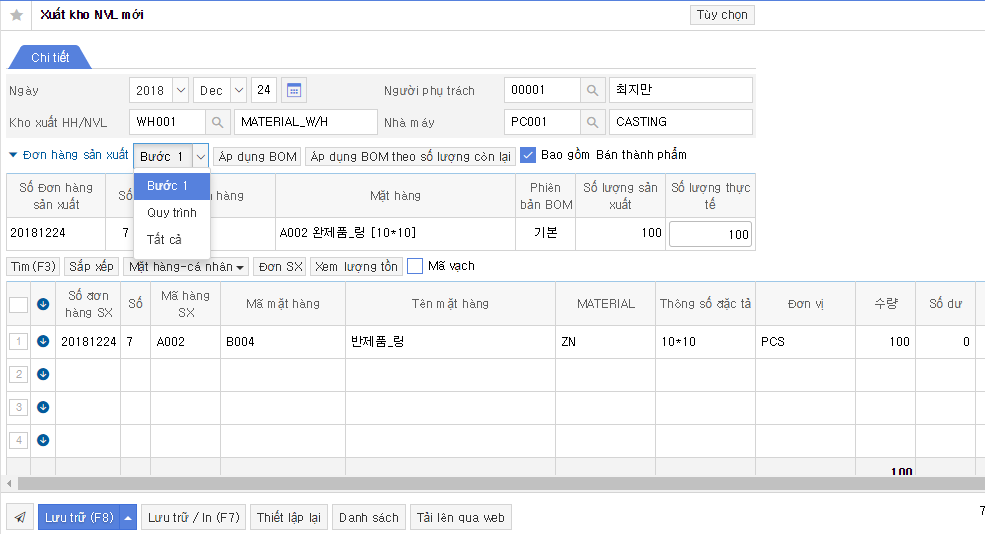 Xuất kho NVL mới
Tùy chọn
Chi tiết
Ngày 2018 Dec 24 Người phụ trách 00001 최지만
Kho xuất HH/NVL WH001 MATERIAL_W/H Nhà máy PC001 CASTING
Đơn hàng sản xuất Bước 1 Áp dụng BOM Áp dụng BOM theo số lượng còn lại Bao gồm Bán thành phẩm
Bước 1
Quy trình
Tất cả
Số Đơn hàng sản xuất Số hàng Mặt hàng Phiên bản BOM Số lượng sản xuất Số lượng thực tế
20181224 7 A002 완제품_링 [10*10] 기본 100 100
Tìm (F3) Sắp xếp Mặt hàng-cá nhân Đơn SX Xem lượng tồn Mã vạch
Số đơn hàng SX Số Mã hàng SX Mã mặt hàng Tên mặt hàng MATERIAL Thông số đặc tả Đơn vị 수량 Số dư
1 20181224 7 A002 B004 반제품_링 ZN 10*10 PCS 100 0
2
3
4
100
Lưu trữ (F8) Lưu trữ / In (F7) Thiết lập lại Danh sách Tải lên qua web
7